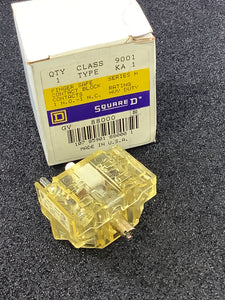 QTY CLASS 9001
1 TYPE KA 1
FINGER SAFE SERIES H
CONTACT BLOCK
CONTACTS RATING
1 N.O.-1 N.C. HVY DUTY
D SQUARE D
GV 88000 B
MADE IN U.S.A.